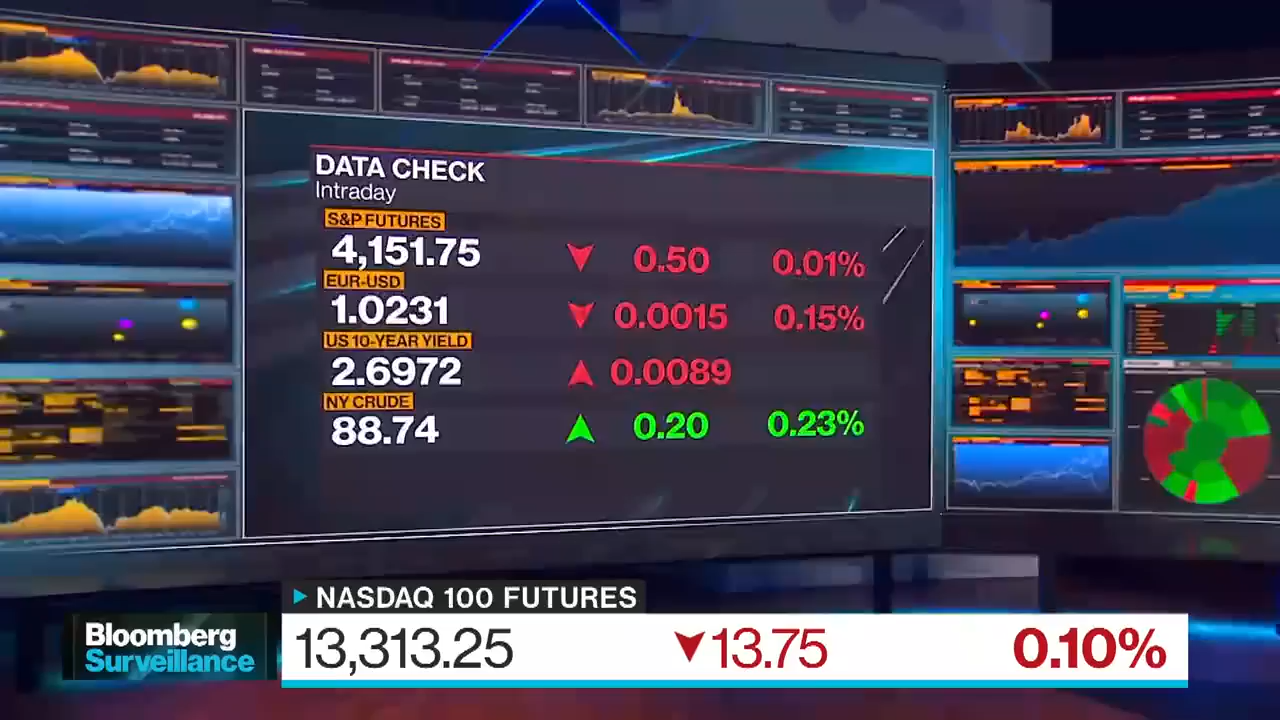 DATA CHECK
Intraday
S&P FUTURES
4,151.75 0.50 0.01%
EUR-USD
1.0231 0.0015 0.15%
US 10-YEAR YIELD
2.6972 0.0089
NY CRUDE
88.74 0.20 0.23%
NASDAQ 100 FUTURES
Bloomberg
Surveillance
13,313.25 13.75 0.10%